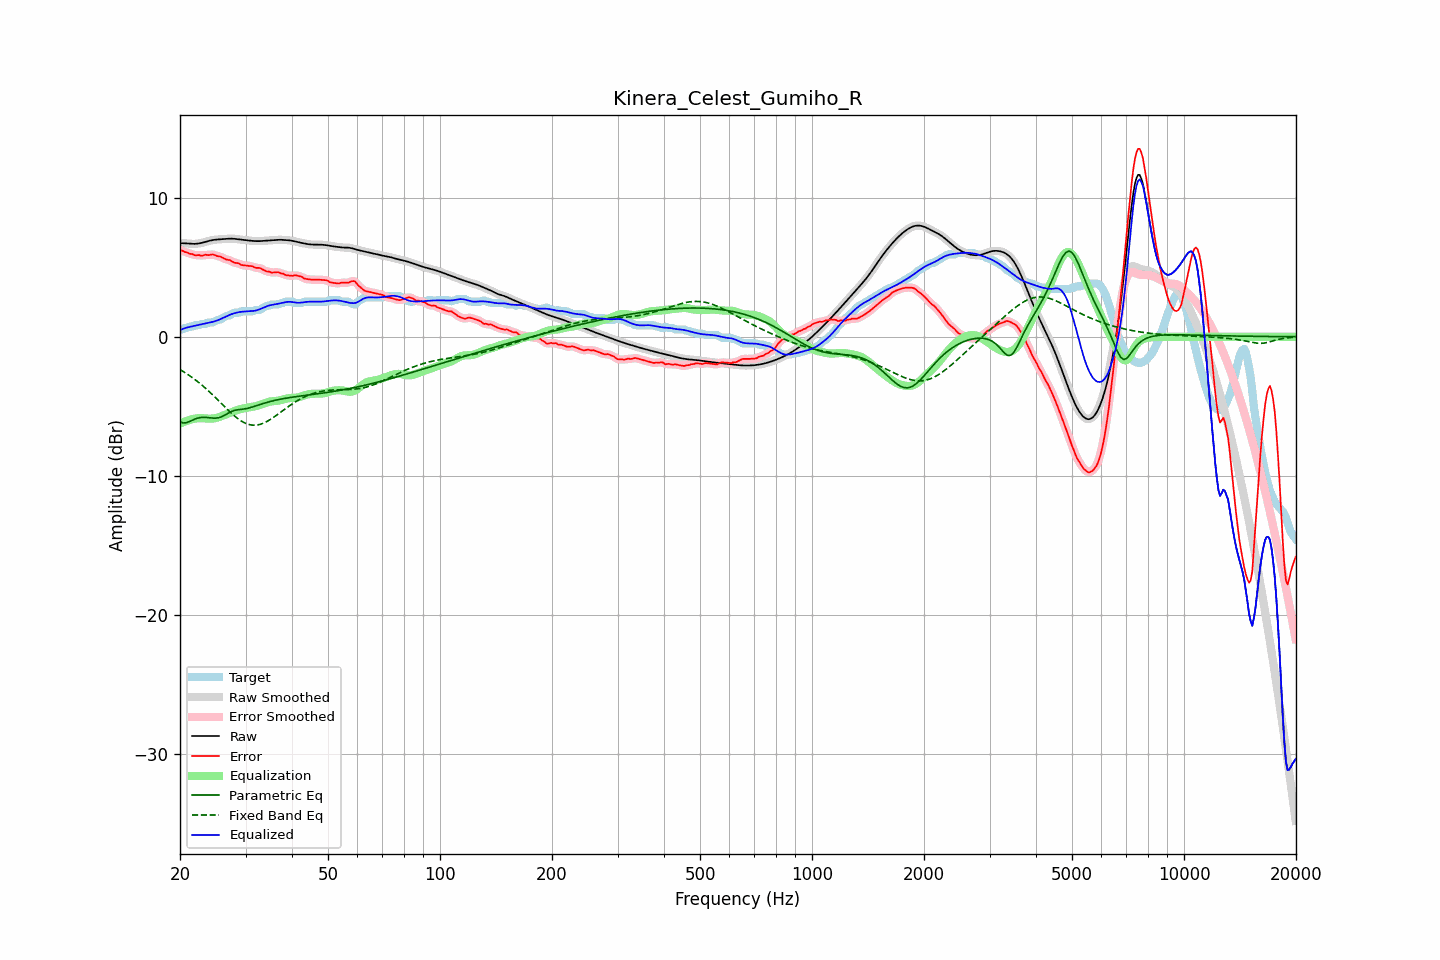 Kinera_Celest_Gumiho_R
10
0
−10
−20
−30
Amplitude (dBr)
Target
Raw Smoothed
Error Smoothed
Raw
Error
Equalization
Parametric Eq
Fixed Band Eq
Equalized
20 50 100 200 500 1000 2000 5000 10000 20000
Frequency (Hz)